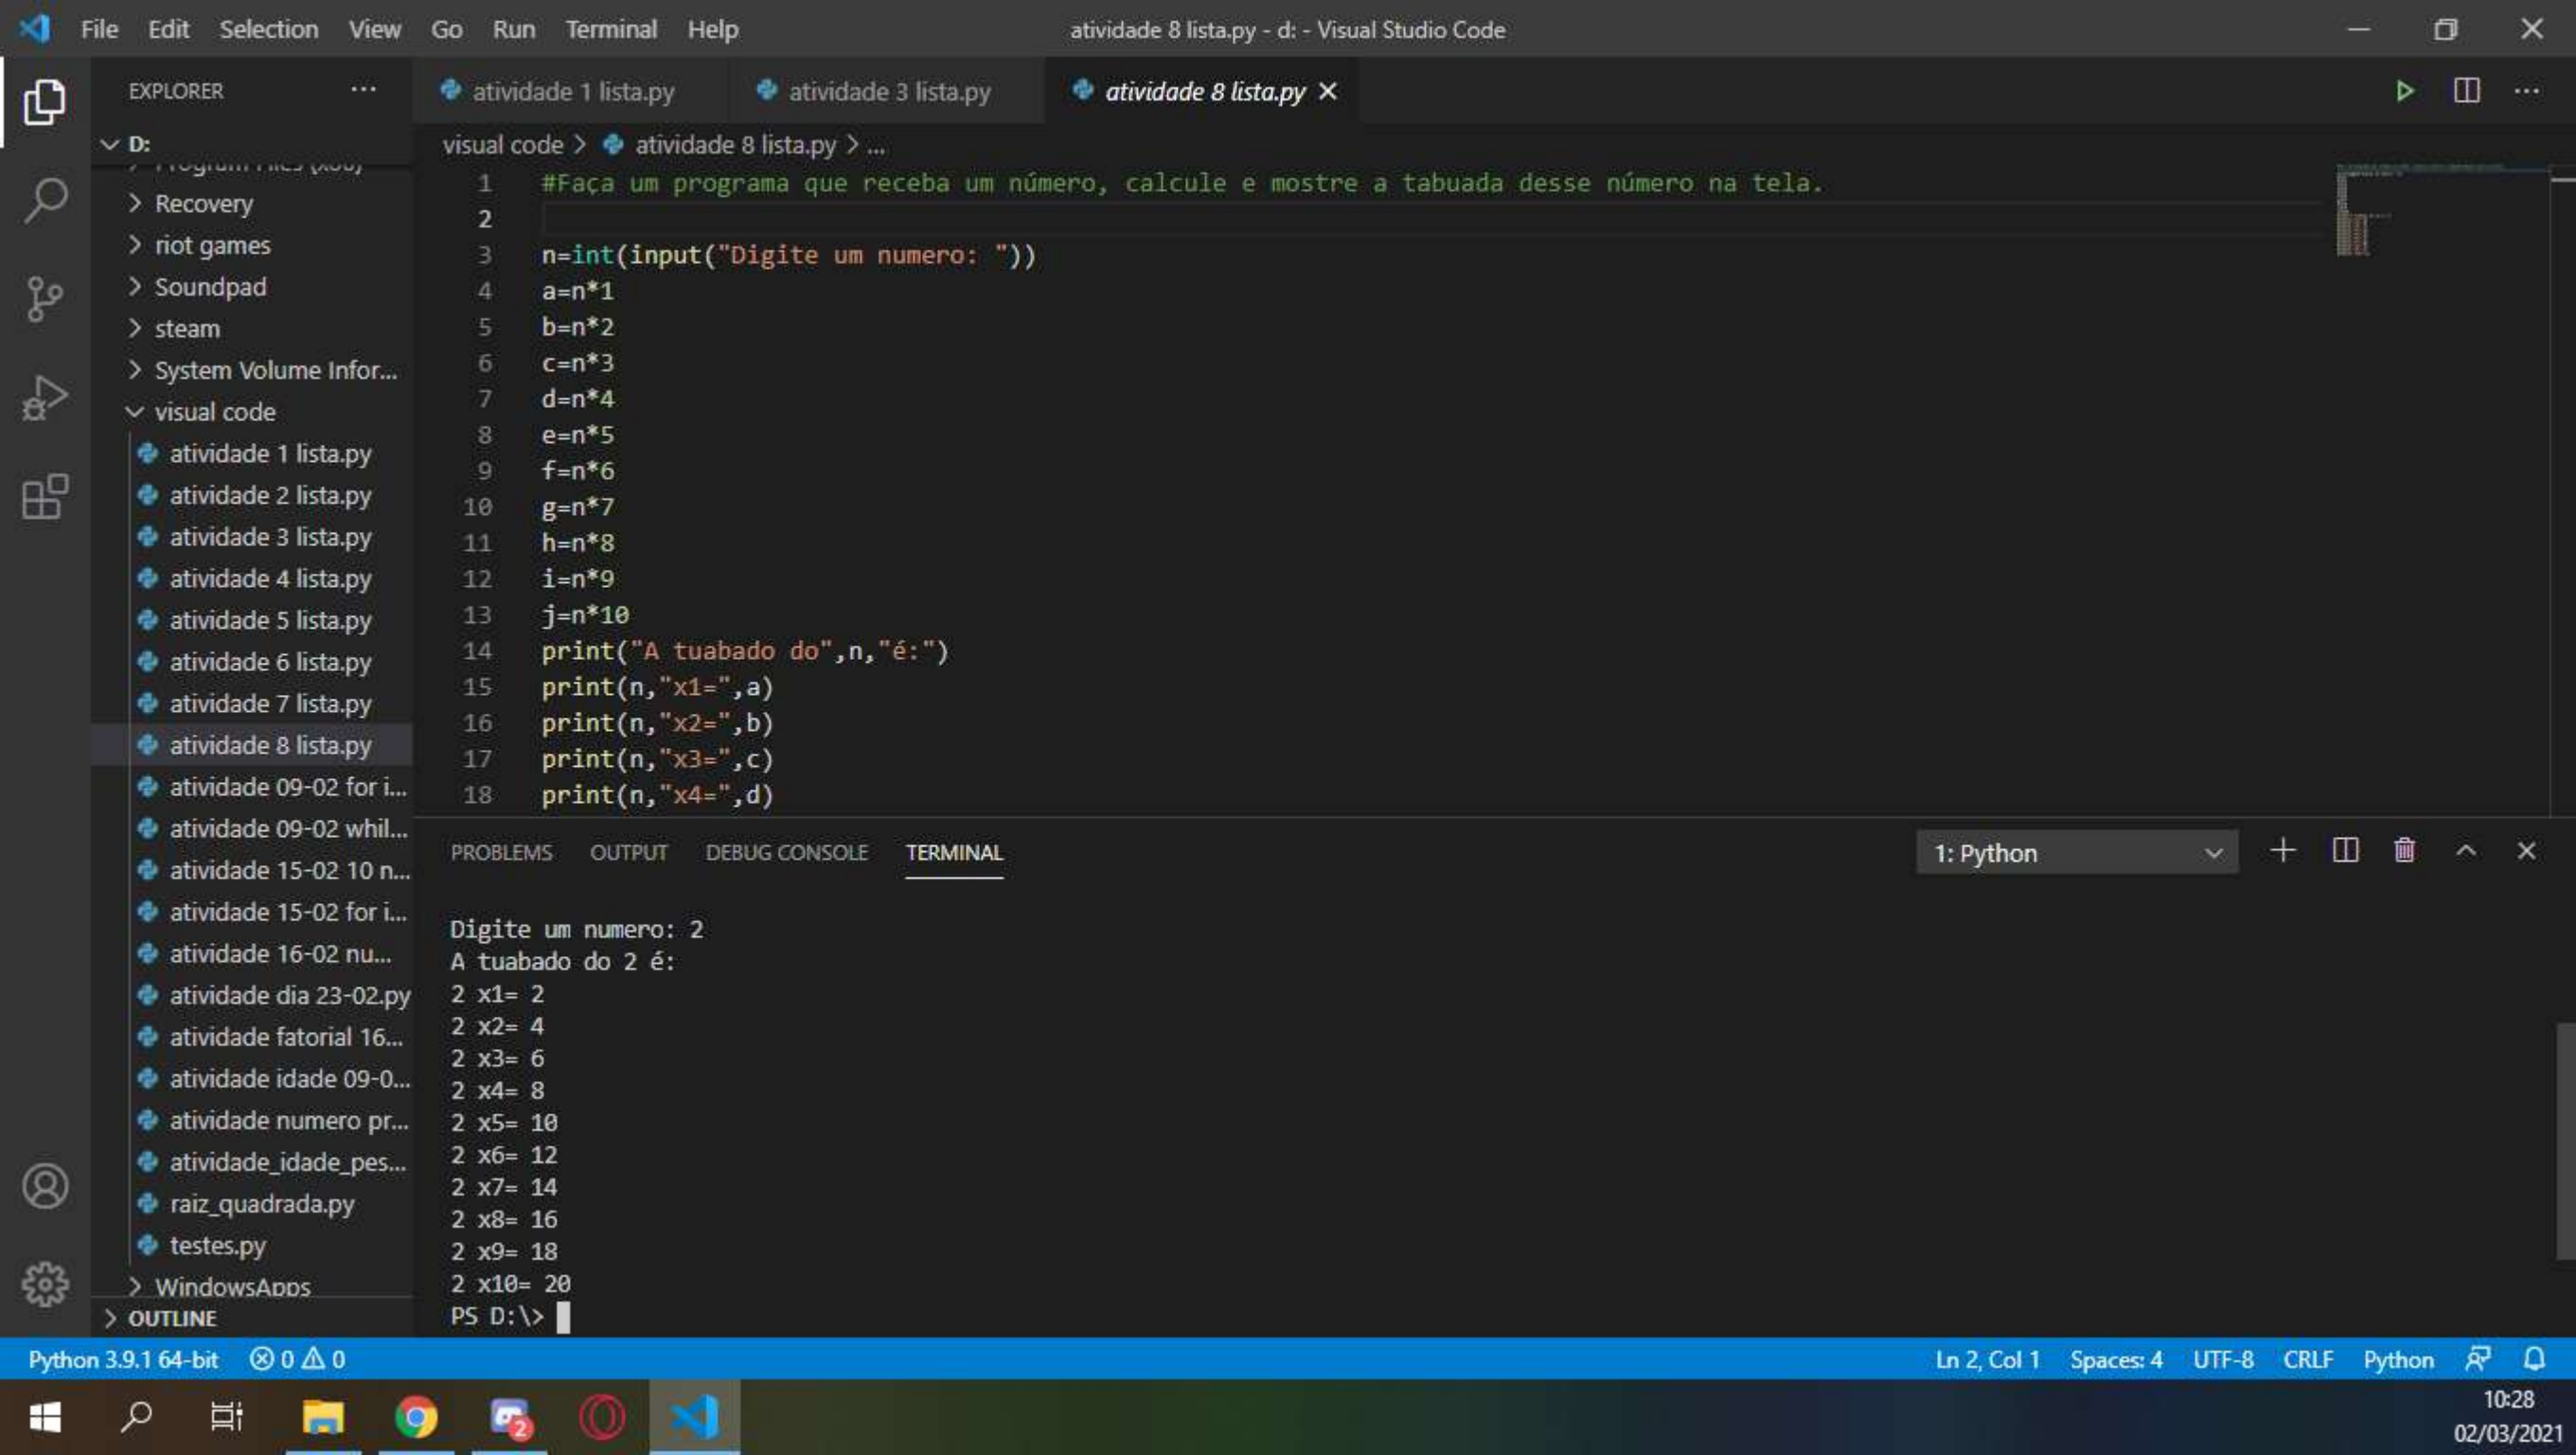 File Edit Selection View Go Run Terminal Help
atividade 8 lista.py - d: - Visual Studio Code
EXPLORER ...
atividade 1 lista.py
atividade 3 lista.py
atividade 8 lista.py
D:
visual code > atividade 8 lista.py > ...
Program Files (x86)
Recovery
riot games
Soundpad
steam
System Volume Infor...
visual code
atividade 1 lista.py
atividade 2 lista.py
atividade 3 lista.py
atividade 4 lista.py
atividade 5 lista.py
atividade 6 lista.py
atividade 7 lista.py
atividade 8 lista.py
atividade 09-02 for i...
atividade 09-02 whil...
atividade 15-02 10 n...
atividade 15-02 for i...
atividade 16-02 nu...
atividade dia 23-02.py
atividade fatorial 16...
atividade idade 09-0...
atividade numero pr...
atividade_idade_pes...
raiz_quadrada.py
testes.py
WindowsApps
OUTLINE
1 #Faça um programa que receba um número, calcule e mostre a tabuada desse número na tela.
2
3 n=int(input("Digite um numero: "))
4 a=n*1
5 b=n*2
6 c=n*3
7 d=n*4
8 e=n*5
9 f=n*6
10 g=n*7
11 h=n*8
12 i=n*9
13 j=n*10
14 print("A tuabado do",n,"é:")
15 print(n,"x1=",a)
16 print(n,"x2=",b)
17 print(n,"x3=",c)
18 print(n,"x4=",d)
PROBLEMS OUTPUT DEBUG CONSOLE TERMINAL
1: Python
Digite um numero: 2
A tuabado do 2 é:
2 x1= 2
2 x2= 4
2 x3= 6
2 x4= 8
2 x5= 10
2 x6= 12
2 x7= 14
2 x8= 16
2 x9= 18
2 x10= 20
PS D:\>
Python 3.9.1 64-bit 0 0
Ln 2, Col 1 Spaces: 4 UTF-8 CRLF Python
2
10:28
02/03/2021